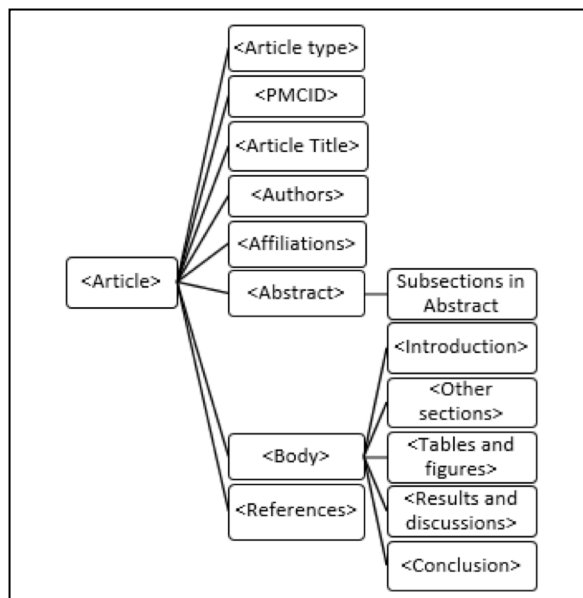 <Article type>
<PMCID>
<Article Title>
<Authors>
<Affiliations>
<Article>
<Abstract>
Subsections in
Abstract
<Introduction>
<Other
sections>
<Body>
<Tables and
figures>
<References>
<Results and
discussions>
<Conclusion>